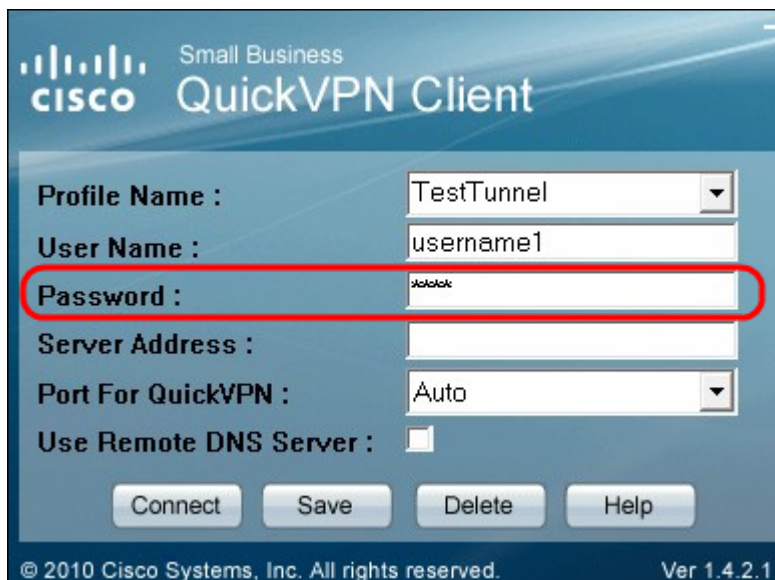 Small Business
CISCO QuickVPN Client
Profile Name : TestTunnel
User Name : username1
Password : ****
Server Address :
Port For QuickVPN : Auto
Use Remote DNS Server :
Connect Save Delete Help
© 2010 Cisco Systems, Inc. All rights reserved. Ver 1.4.2.1